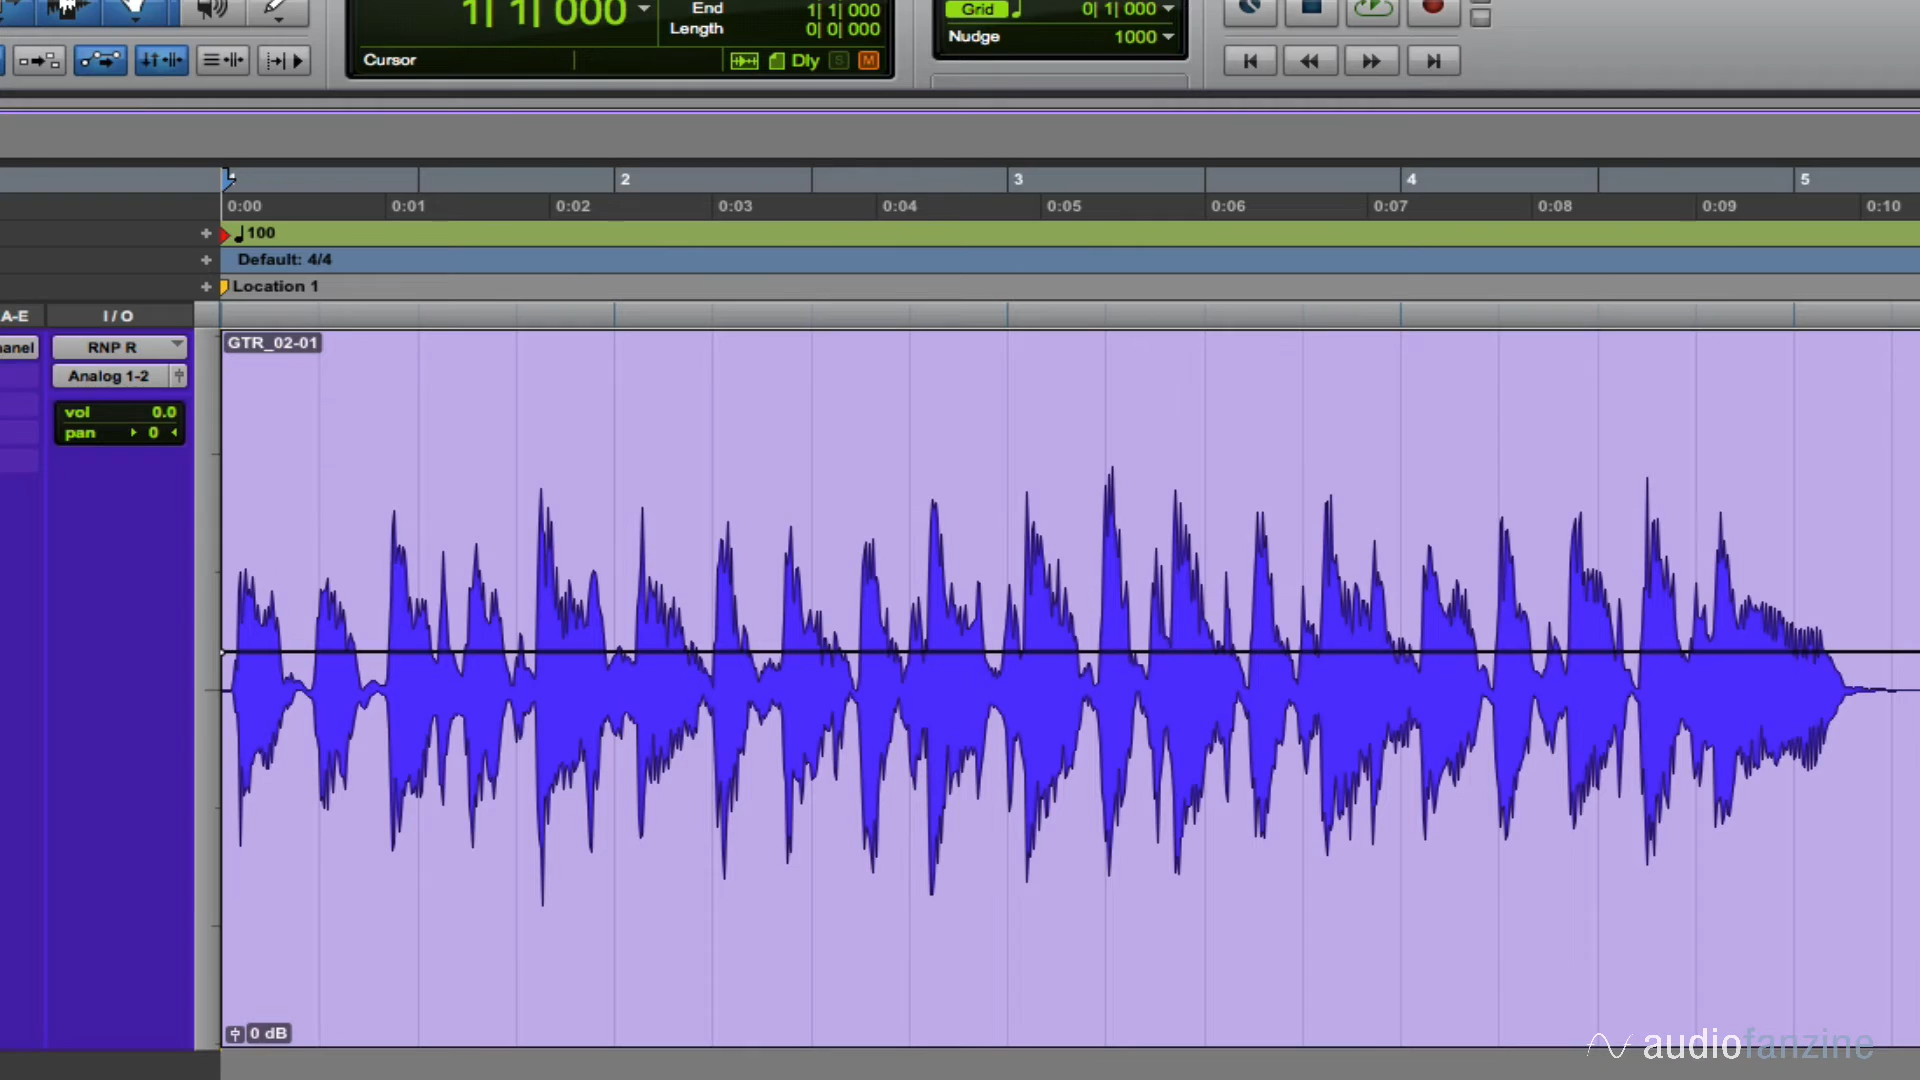 1| 1| 000
End 1| 1| 000
Length 0| 0| 000
Cursor
Dly S M
Grid 0| 1| 000
Nudge 1000
2 3 4 5
0:00 0:01 0:02 0:03 0:04 0:05 0:06 0:07 0:08 0:09 0:10
+ 100
+ Default: 4/4
+ Location 1
A-E I / O
anel RNP R
Analog 1-2
vol 0.0
pan 0
GTR_02-01
0 dB
audiofanzine